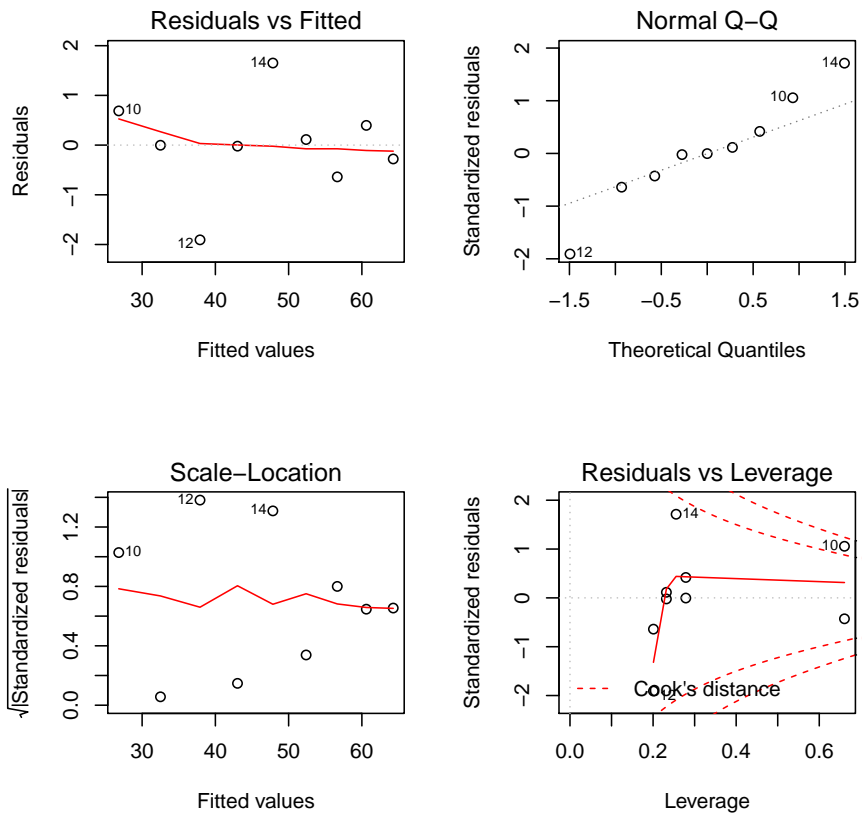 Residuals vs Fitted
Residuals
2
1
0
−1
−2
14
10
12
30 40 50 60
Fitted values
Normal Q−Q
Standardized residuals
2
1
0
−1
−2
14
10
12
−1.5 −0.5 0.5 1.5
Theoretical Quantiles
Scale−Location
√|Standardized residuals|
1.2
0.8
0.4
0.0
12
14
10
30 40 50 60
Fitted values
Residuals vs Leverage
Standardized residuals
2
1
0
−1
−2
14
10
12
Cook's distance
0.0 0.2 0.4 0.6
Leverage